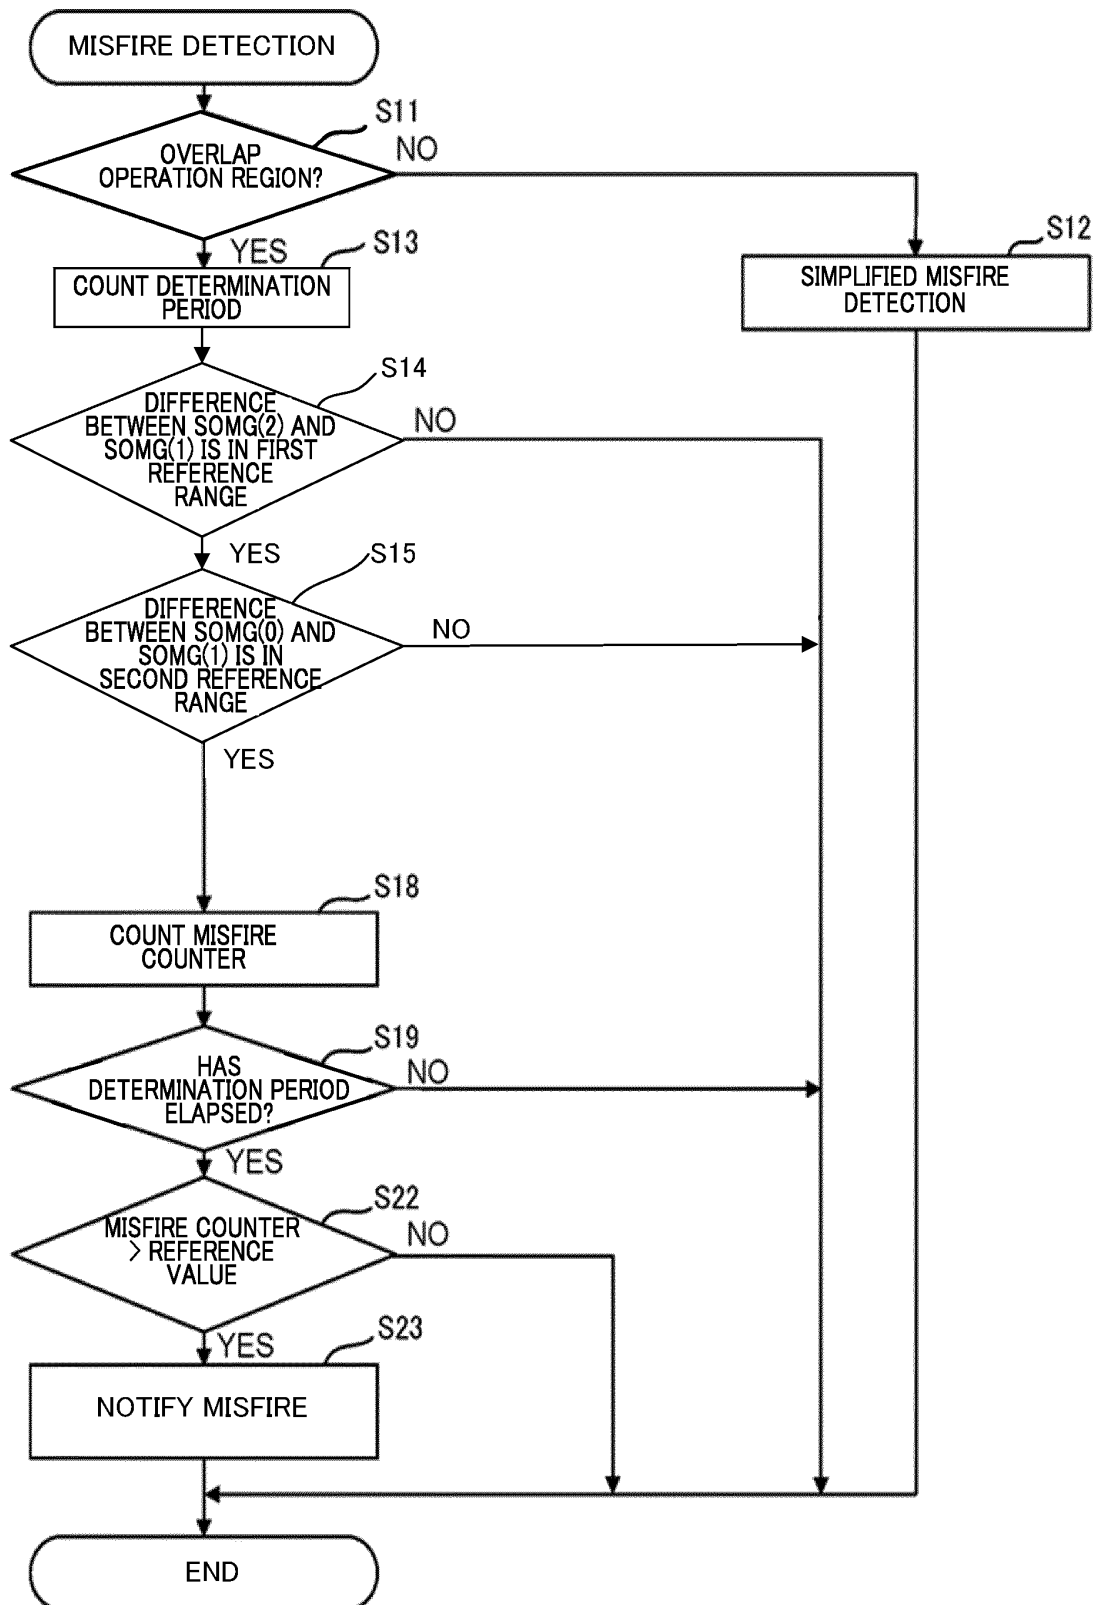 MISFIRE DETECTION
S11
OVERLAP
OPERATION REGION?
NO
YES
S12
SIMPLIFIED MISFIRE
DETECTION
S13
COUNT DETERMINATION
PERIOD
S14
DIFFERENCE
BETWEEN SOMG(2) AND
SOMG(1) IS IN FIRST
REFERENCE
RANGE
NO
YES
S15
DIFFERENCE
BETWEEN SOMG(0) AND
SOMG(1) IS IN
SECOND REFERENCE
RANGE
NO
YES
S18
COUNT MISFIRE
COUNTER
S19
HAS
DETERMINATION PERIOD
ELAPSED?
NO
YES
S22
MISFIRE COUNTER
> REFERENCE
VALUE
NO
YES
S23
NOTIFY MISFIRE
END